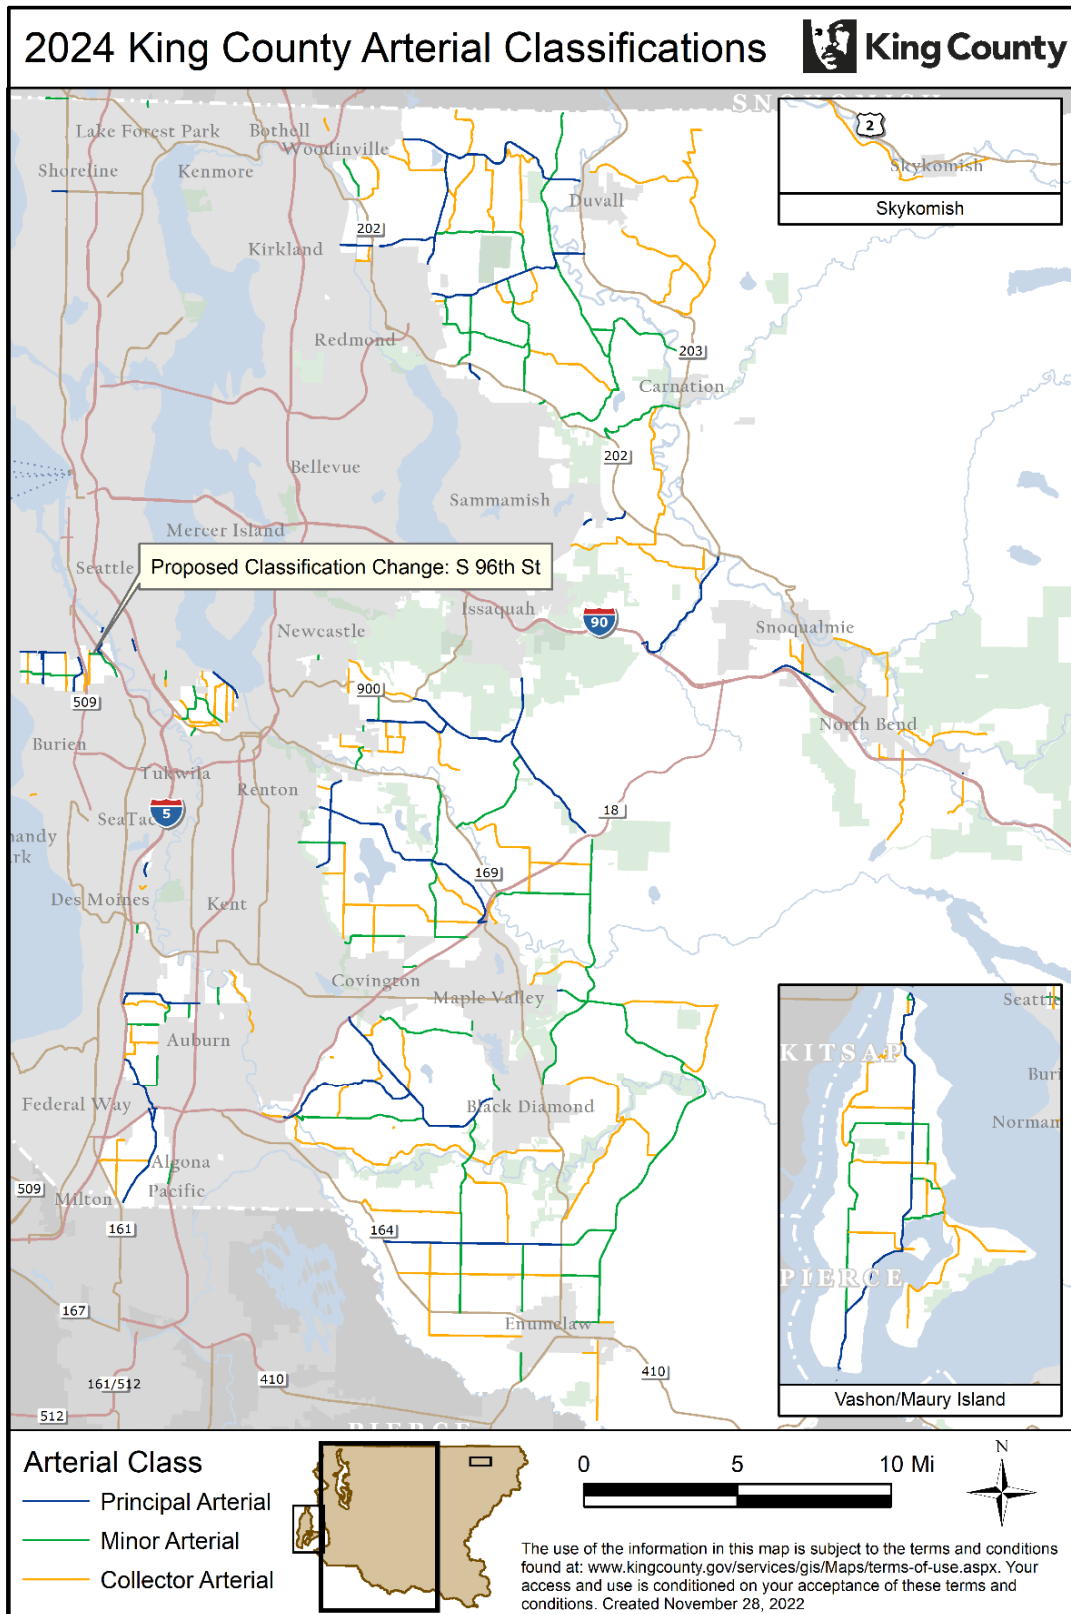 2024 King County Arterial Classifications
King County
SNOHOMISH
Lake Forest Park
Bothell
Woodinville
Shoreline
Kenmore
Duvall
2
Skykomish
Skykomish
202
Kirkland
Redmond
203
Carnation
202
Bellevue
Sammamish
Mercer Island
Proposed Classification Change: S 96th St
Seattle
Issaquah
90
Newcastle
Snoqualmie
900
509
North Bend
Burien
Tukwila
Renton
5
SeaTac
18
169
Des Moines
Kent
Covington
Maple Valley
Auburn
Federal Way
Black Diamond
Algona
Pacific
509
Milton
161
164
167
Enumclaw
161/512
410
410
512
PIERCE
Seattle
KITSAP
Buri
Norman
PIERCE
Vashon/Maury Island
Arterial Class
Principal Arterial
Minor Arterial
Collector Arterial
0 5 10 Mi
N
The use of the information in this map is subject to the terms and conditions
found at: www.kingcounty.gov/services/gis/Maps/terms-of-use.aspx. Your
access and use is conditioned on your acceptance of these terms and
conditions. Created November 28, 2022